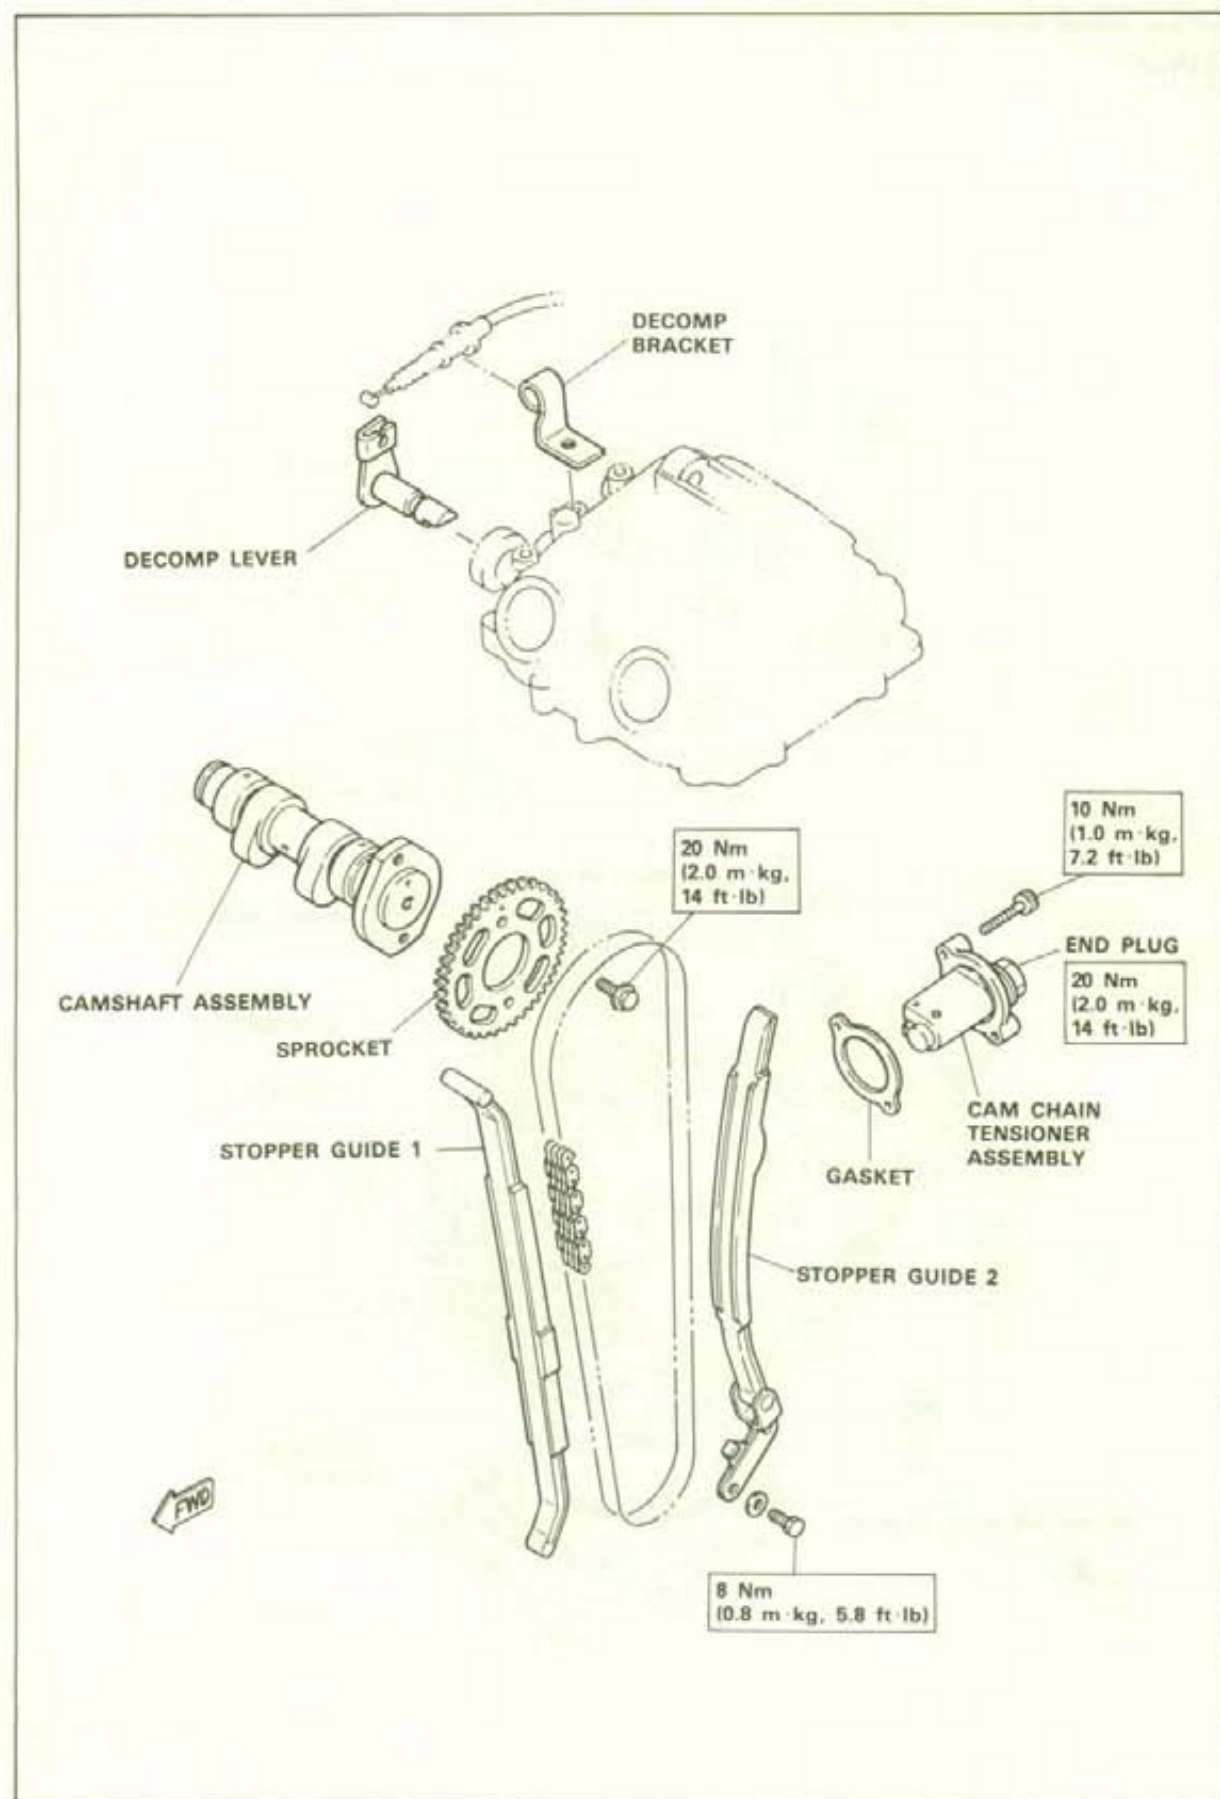 DECOMP
BRACKET
DECOMP LEVER
10 Nm
(1.0 m·kg,
7.2 ft·lb)
20 Nm
(2.0 m·kg,
14 ft·lb)
END PLUG
20 Nm
(2.0 m·kg,
14 ft·lb)
CAMSHAFT ASSEMBLY
SPROCKET
CAM CHAIN
TENSIONER
ASSEMBLY
GASKET
STOPPER GUIDE 1
STOPPER GUIDE 2
FWD
8 Nm
(0.8 m·kg, 5.8 ft·lb)